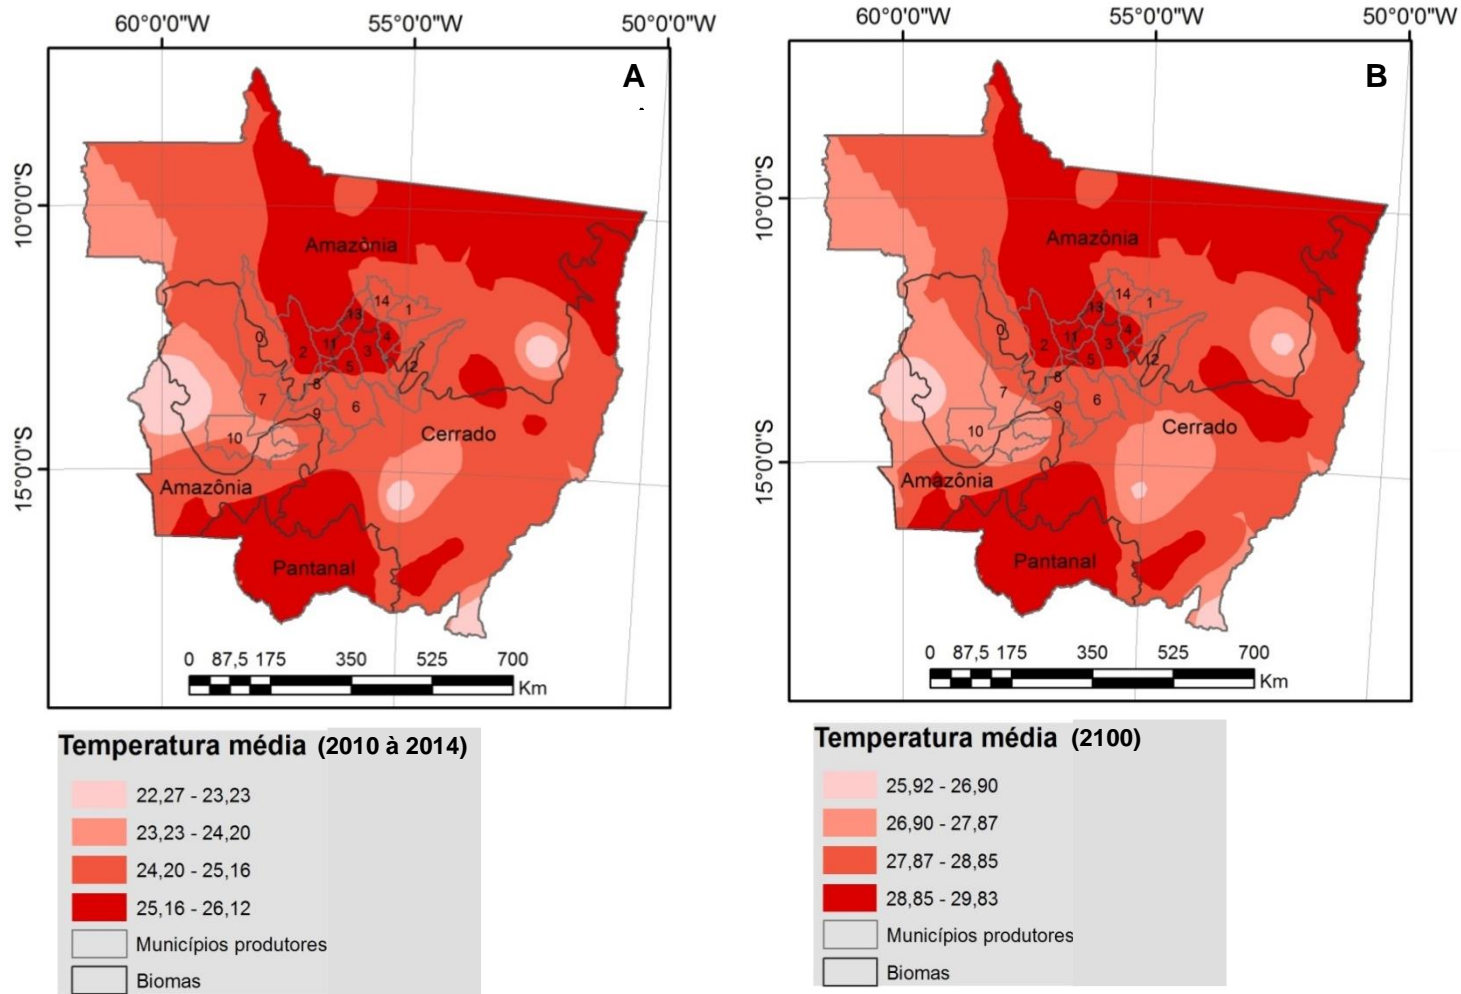 60°0'0"W 55°0'0"W 50°0'0"W
A
10°0'0"S
15°0'0"S
Amazônia
14
1
13
0
11
4
2
3
5
12
8
7
9
6
10
Cerrado
Amazônia
Pantanal
0 87,5 175 350 525 700
Km
Temperatura média (2010 à 2014)
22,27 - 23,23
23,23 - 24,20
24,20 - 25,16
25,16 - 26,12
Municípios produtores
Biomas
60°0'0"W 55°0'0"W 50°0'0"W
B
10°0'0"S
15°0'0"S
Amazônia
14
1
13
0
11
4
2
3
5
12
8
7
9
6
10
Cerrado
Amazônia
Pantanal
0 87,5 175 350 525 700
Km
Temperatura média (2100)
25,92 - 26,90
26,90 - 27,87
27,87 - 28,85
28,85 - 29,83
Municípios produtores
Biomas